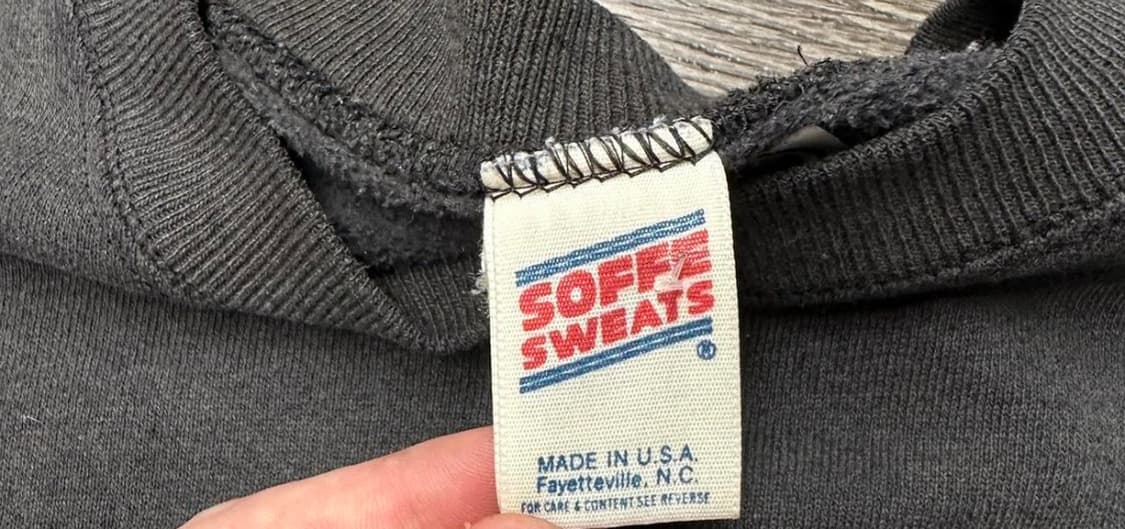 SOFFE
SWEATS
®
MADE IN U.S.A.
Fayetteville, N.C.
FOR CARE & CONTENT SEE REVERSE